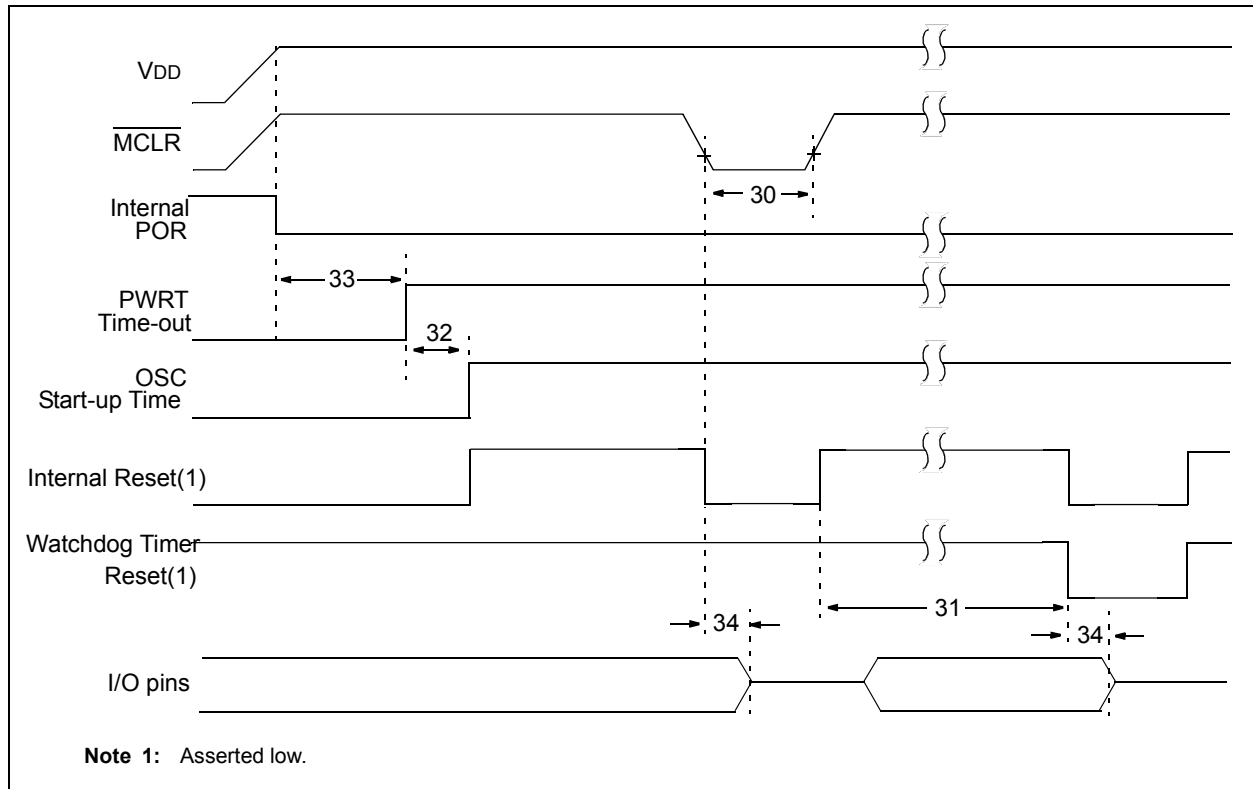 VDD
MCLR
30
Internal
POR
33
PWRT
Time-out
32
OSC
Start-up Time
Internal Reset(1)
Watchdog Timer
Reset(1)
31
34
34
I/O pins
Note 1: Asserted low.